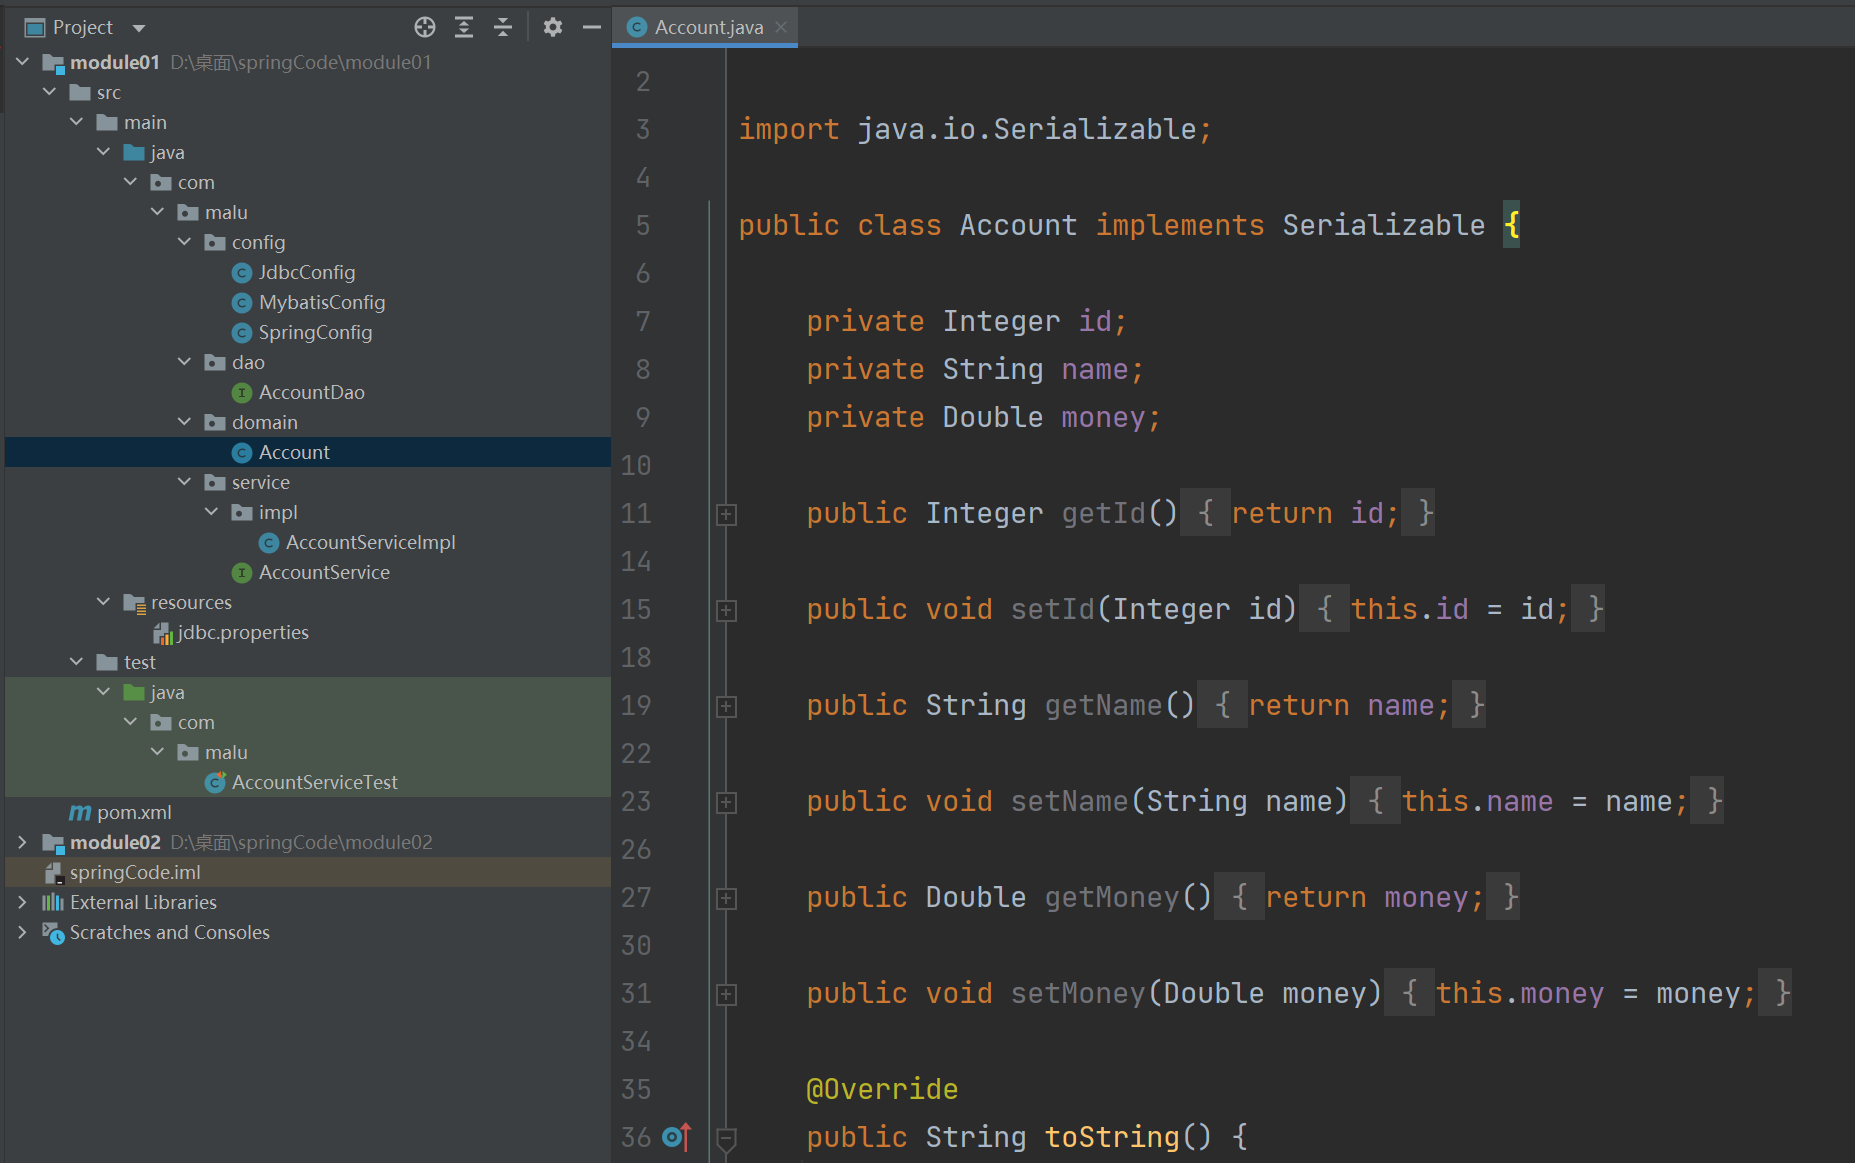 Project
module01 D:\桌面\springCode\module01
src
main
java
com
malu
config
JdbcConfig
MybatisConfig
SpringConfig
dao
AccountDao
domain
Account
service
impl
AccountServiceImpl
AccountService
resources
jdbc.properties
test
java
com
malu
AccountServiceTest
pom.xml
module02 D:\桌面\springCode\module02
springCode.iml
External Libraries
Scratches and Consoles
Account.java
2
3 import java.io.Serializable;
4
5 public class Account implements Serializable {
6
7 private Integer id;
8 private String name;
9 private Double money;
10
11 public Integer getId() { return id; }
14
15 public void setId(Integer id) { this.id = id; }
18
19 public String getName() { return name; }
22
23 public void setName(String name) { this.name = name; }
26
27 public Double getMoney() { return money; }
30
31 public void setMoney(Double money) { this.money = money; }
34
35 @Override
36 public String toString() {